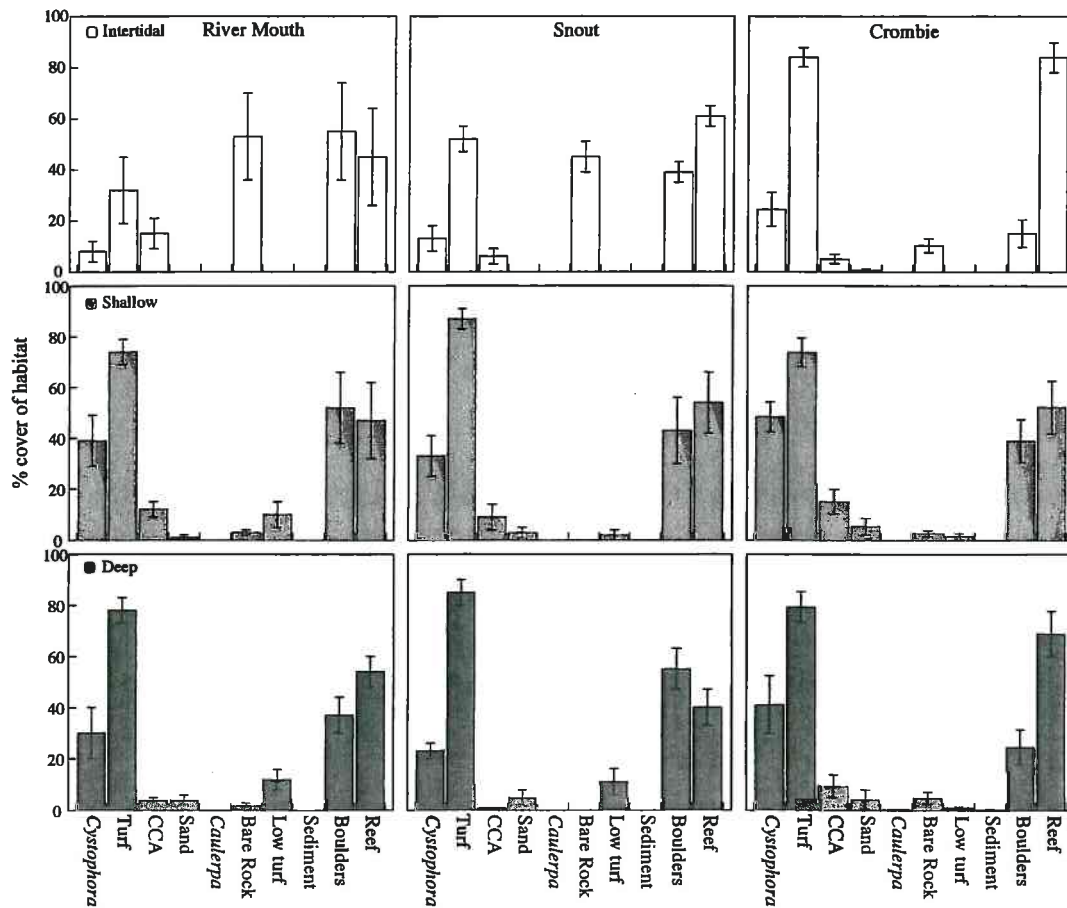 River Mouth
Snout
Crombie
Intertidal
100
80
60
40
20
0
Shallow
100
80
60
40
20
0
Deep
100
80
60
40
20
0
% cover of habitat
Cystophora
Turf
CCA
Sand
Caulerpa
Bare Rock
Low turf
Sediment
Boulders
Reef
Cystophora
Turf
CCA
Sand
Caulerpa
Bare Rock
Low turf
Sediment
Boulders
Reef
Cystophora
Turf
CCA
Sand
Caulerpa
Bare Rock
Low turf
Sediment
Boulders
Reef